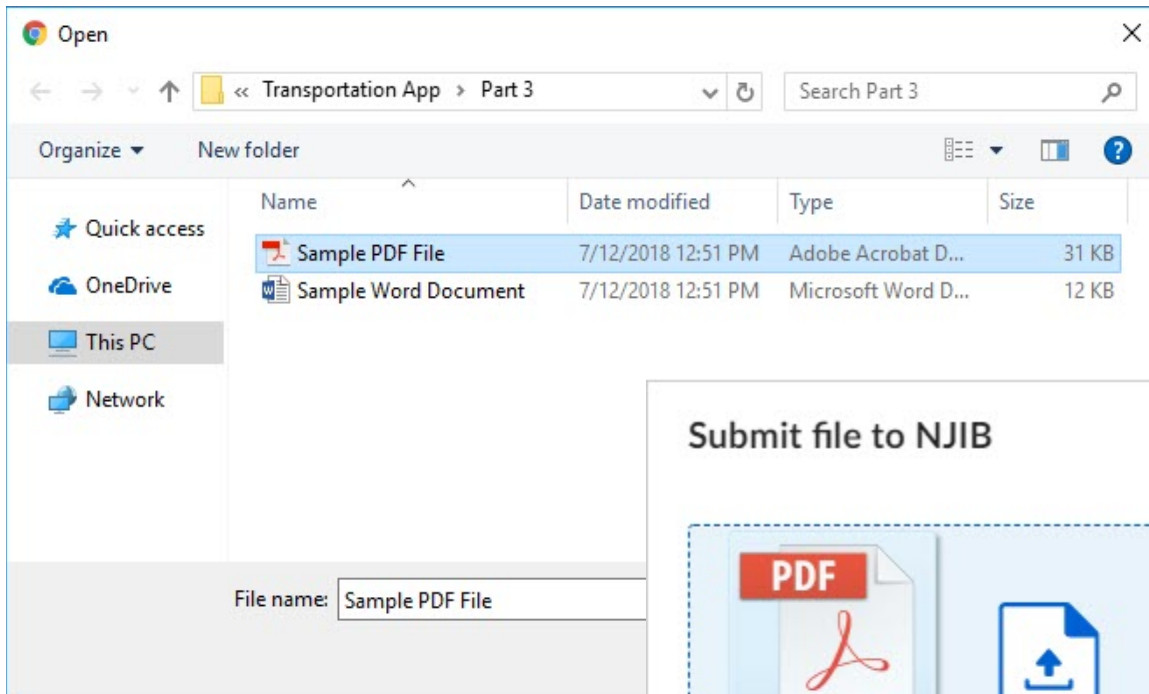 Open
« Transportation App > Part 3
Search Part 3
Organize
New folder
Name Date modified Type Size
Quick access
Sample PDF File 7/12/2018 12:51 PM Adobe Acrobat D... 31 KB
OneDrive
Sample Word Document 7/12/2018 12:51 PM Microsoft Word D... 12 KB
This PC
Network
Submit file to NJIB
PDF
File name: Sample PDF File